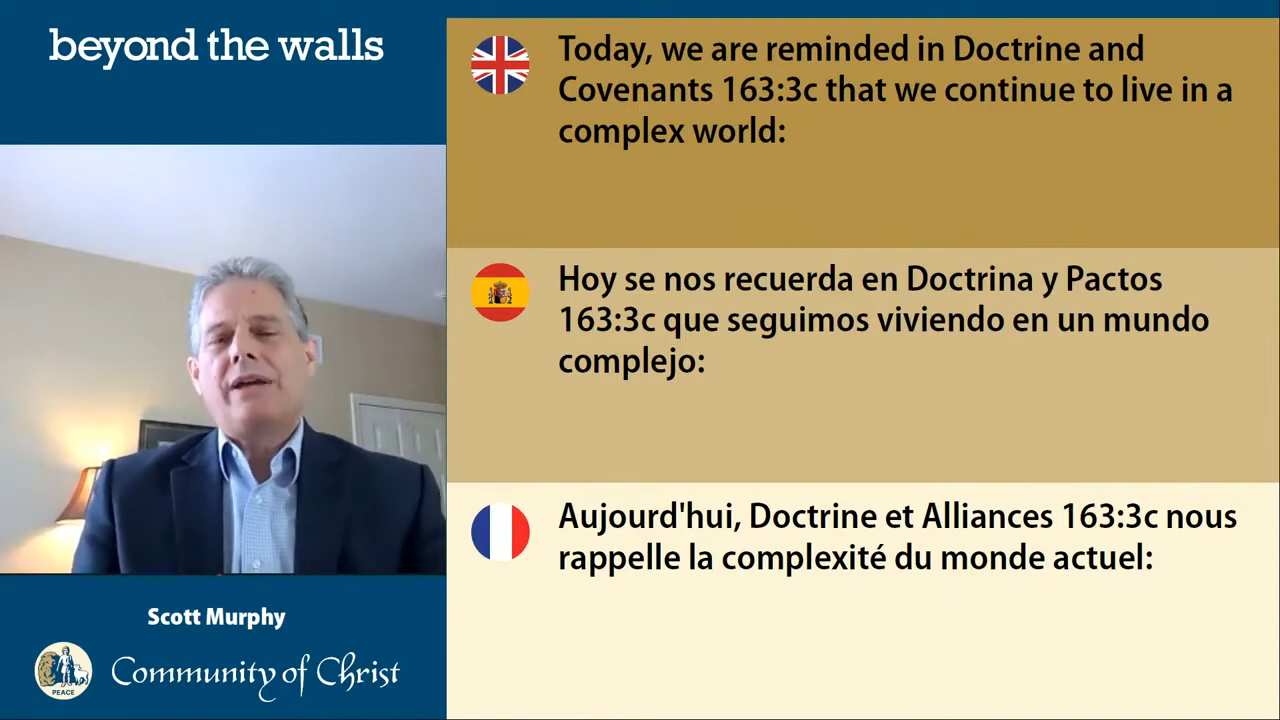 beyond the walls
Today, we are reminded in Doctrine and
Covenants 163:3c that we continue to live in a
complex world:
Hoy se nos recuerda en Doctrina y Pactos
163:3c que seguimos viviendo en un mundo
complejo:
Aujourd'hui, Doctrine et Alliances 163:3c nous
rappelle la complexité du monde actuel:
Scott Murphy
Community of Christ
PEACE